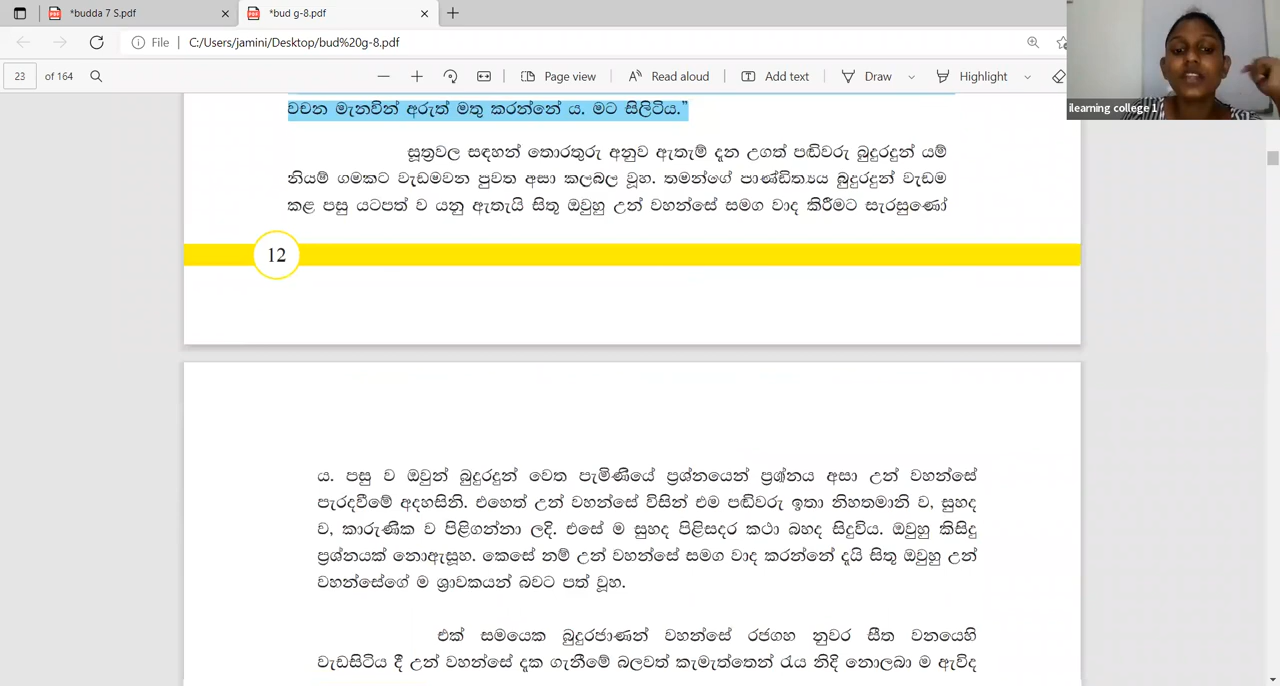 *budda 7 S.pdf
*bud g-8.pdf
File C:/Users/jamini/Desktop/bud%20g-8.pdf
23 of 164 Page view Read aloud Add text Draw Highlight
ilearning college 1
වචන මැනවින් අරුත් මතු කරන්නේ ය. මට සිලිටිය.”
සූත්‍රවල සඳහන් තොරතුරු අනුව ඇතැම් දැන උගත් පඬිවරු බුදුරදුන් යම්
නියම් ගමකට වැඩමවන පුවත අසා කලබල වූහ. තමන්ගේ පාණ්ඩිත්‍යය බුදුරදුන් වැඩම
කළ පසු යටපත් ව යනු ඇතැයි සිතූ ඔවුහු උන් වහන්සේ සමග වාද කිරීමට සැරසුණෝ
12
ය. පසු ව ඔවුන් බුදුරදුන් වෙත පැමිණියේ ප්‍රශ්නයෙන් ප්‍රශ්නය අසා උන් වහන්සේ
පැරදවීමේ අදහසිනි. එහෙත් උන් වහන්සේ විසින් එම පඬිවරු ඉතා නිහතමානි ව, සුහද
ව, කාරුණික ව පිළිගන්නා ලදි. එසේ ම සුහද පිළිසඳර කථා බහද සිදුවිය. ඔවුහු කිසිදු
ප්‍රශ්නයක් නොඇසූහ. කෙසේ නම් උන් වහන්සේ සමග වාද කරන්නේ දැයි සිතූ ඔවුහු උන්
වහන්සේගේ ම ශ්‍රාවකයන් බවට පත් වූහ.
එක් සමයෙක බුදුරජාණන් වහන්සේ රජගහ නුවර සීත වනයෙහි
වැඩසිටිය දී උන් වහන්සේ දැක ගැනීමේ බලවත් කැමැත්තෙන් රැය නිදි නොලබා ම ඇවිද